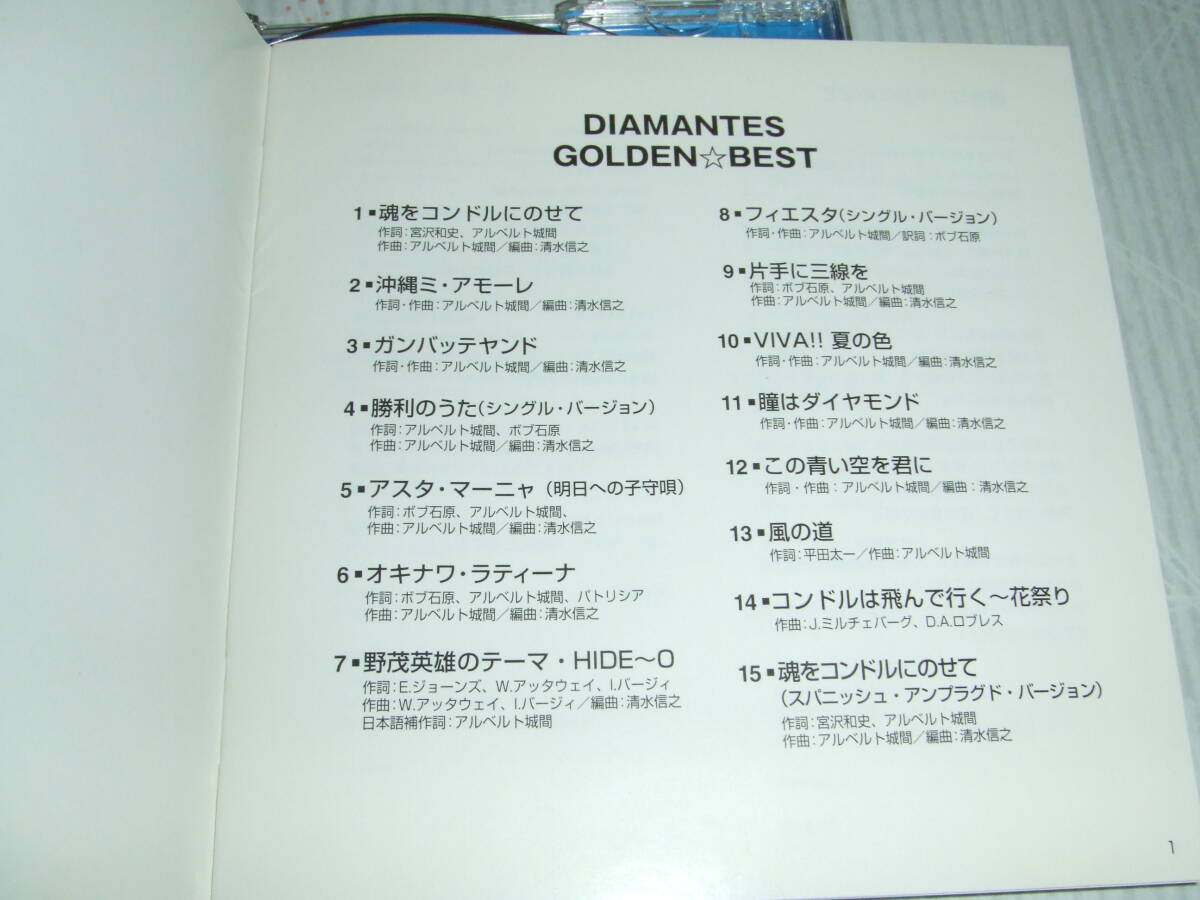 DIAMANTES
GOLDEN☆BEST
1▪魂をコンドルにのせて
作詞：宮沢和史、アルベルト城間
作曲：アルベルト城間／編曲：清水信之
2▪沖縄ミ・アモーレ
作詞・作曲：アルベルト城間／編曲：清水信之
3▪ガンバッテヤンド
作詞・作曲：アルベルト城間／編曲：清水信之
4▪勝利のうた（シングル・バージョン）
作詞：アルベルト城間、ボブ石原
作曲：アルベルト城間／編曲：清水信之
5▪アスタ・マーニャ（明日への子守唄）
作詞：ボブ石原、アルベルト城間、
作曲：アルベルト城間／編曲：清水信之
6▪オキナワ・ラティーナ
作詞：ボブ石原、アルベルト城間、パトリシア
作曲：アルベルト城間／編曲：清水信之
7▪野茂英雄のテーマ・HIDE〜O
作詞：E.ジョーンズ、W.アッタウェイ、I.バージィ
作曲：W.アッタウェイ、I.バージィ／編曲：清水信之
日本語補作詞：アルベルト城間
8▪フィエスタ（シングル・バージョン）
作詞・作曲：アルベルト城間／訳詞：ボブ石原
9▪片手に三線を
作詞：ボブ石原、アルベルト城間
作曲：アルベルト城間／編曲：清水信之
10▪VIVA!! 夏の色
作詞・作曲：アルベルト城間／編曲：清水信之
11▪瞳はダイヤモンド
作詞・作曲：アルベルト城間／編曲：清水信之
12▪この青い空を君に
作詞・作曲：アルベルト城間／編曲：清水信之
13▪風の道
作詞：平田太一／作曲：アルベルト城間
14▪コンドルは飛んで行く〜花祭り
作曲：J.ミルチェバーグ、D.A.ロブレス
15▪魂をコンドルにのせて
（スパニッシュ・アンプラグド・バージョン）
作詞：宮沢和史、アルベルト城間
作曲：アルベルト城間／編曲：清水信之
1